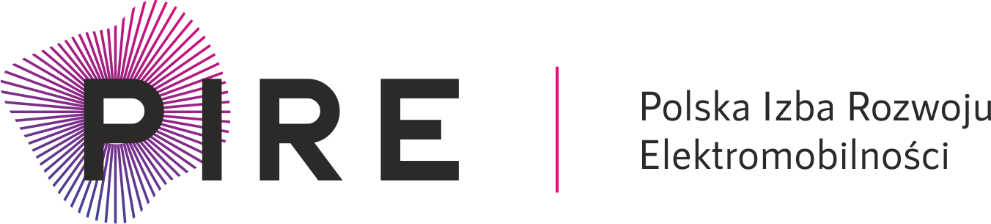 PIRE
Polska Izba Rozwoju
Elektromobilności